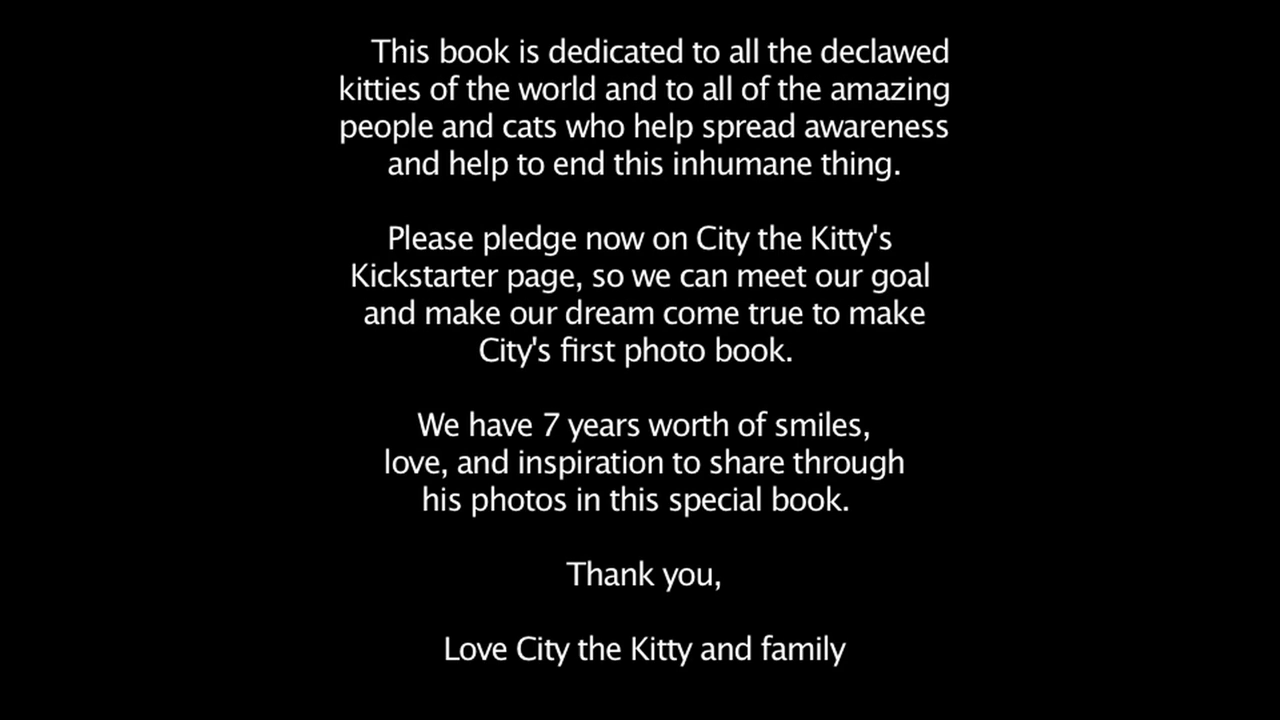 This book is dedicated to all the declawed
kitties of the world and to all of the amazing
people and cats who help spread awareness
and help to end this inhumane thing.
Please pledge now on City the Kitty's
Kickstarter page, so we can meet our goal
and make our dream come true to make
City's first photo book.
We have 7 years worth of smiles,
love, and inspiration to share through
his photos in this special book.
Thank you,
Love City the Kitty and family